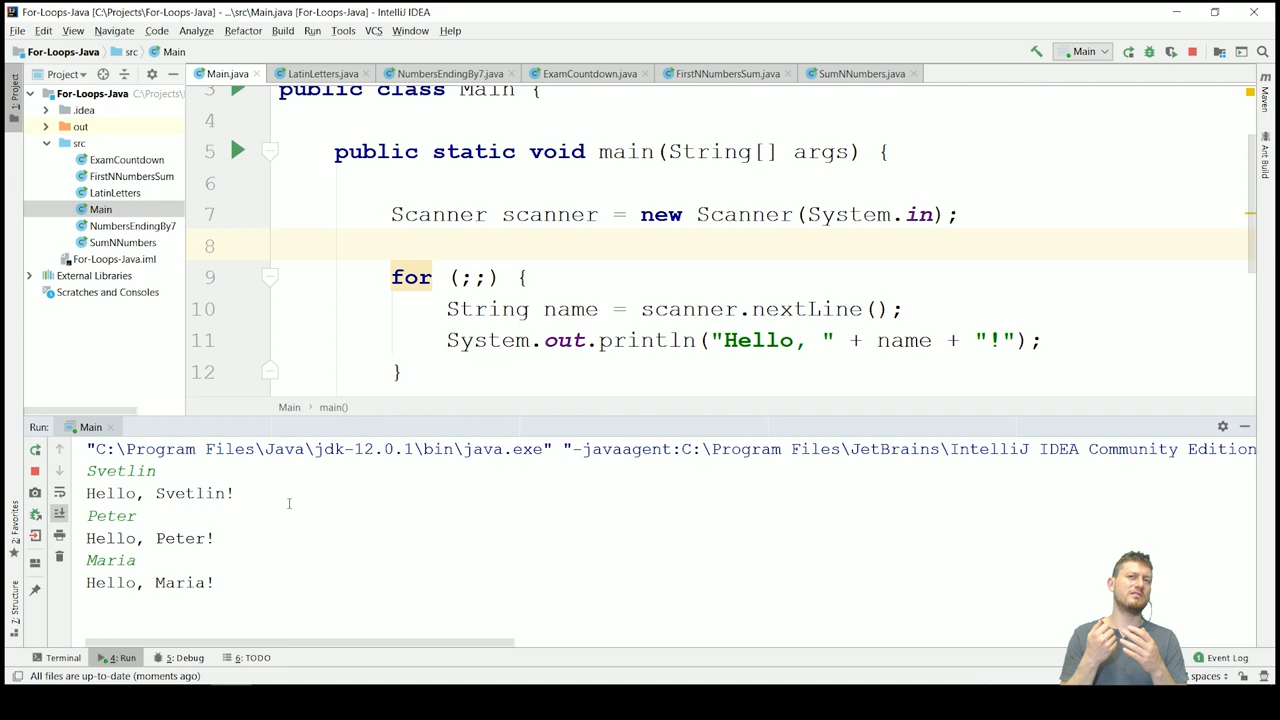 For-Loops-Java [C:\Projects\For-Loops-Java] - ...\src\Main.java [For-Loops-Java] - IntelliJ IDEA
File Edit View Navigate Code Analyze Refactor Build Run Tools VCS Window Help
For-Loops-Java src Main Main
1: Project
Project
Main.java LatinLetters.java NumbersEndingBy7.java ExamCountdown.java FirstNNumbersSum.java SumNNumbers.java
Maven
Ant Build
For-Loops-Java C:\Projects\
.idea
out
src
ExamCountdown
FirstNNumbersSum
LatinLetters
Main
NumbersEndingBy7
SumNNumbers
For-Loops-Java.iml
External Libraries
Scratches and Consoles
3 public class Main {
4
5 public static void main(String[] args) {
6
7 Scanner scanner = new Scanner(System.in);
8
9 for (;;) {
10 String name = scanner.nextLine();
11 System.out.println("Hello, " + name + "!");
12 }
Main main()
Run: Main
"C:\Program Files\Java\jdk-12.0.1\bin\java.exe" "-javaagent:C:\Program Files\JetBrains\IntelliJ IDEA Community Edition
Svetlin
Hello, Svetlin!
Peter
Hello, Peter!
Maria
Hello, Maria!
2: Favorites
7: Structure
Terminal 4: Run 5: Debug 6: TODO Event Log
All files are up-to-date (moments ago) spaces